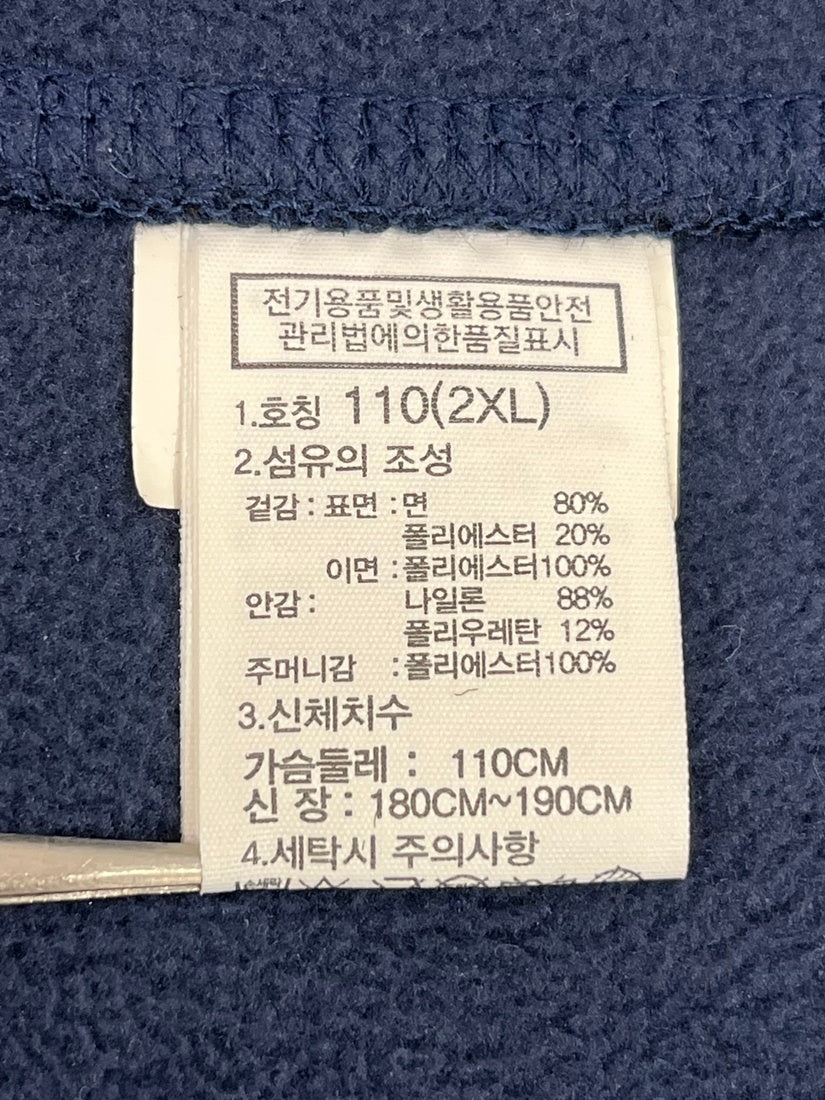 전기용품및생활용품안전
관리법에의한품질표시
1.호칭 110(2XL)
2.섬유의 조성
겉감 : 표면 : 면 80%
폴리에스터 20%
이면 : 폴리에스터100%
안감 : 나일론 88%
폴리우레탄 12%
주머니감 : 폴리에스터100%
3.신체치수
가슴둘레 : 110CM
신 장 : 180CM~190CM
4.세탁시 주의사항
손세탁